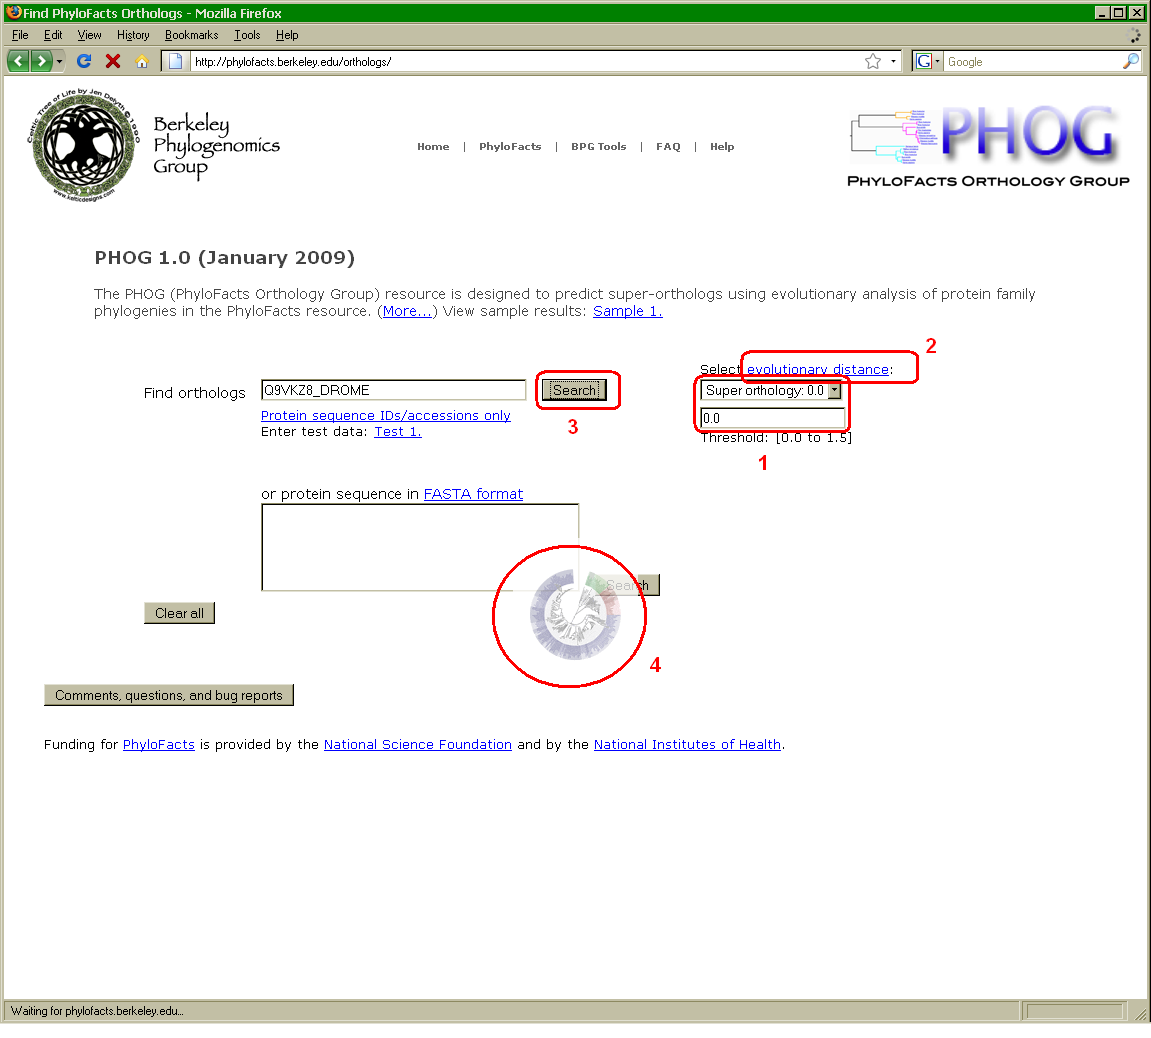 Find PhyloFacts Orthologs - Mozilla Firefox
File Edit View History Bookmarks Tools Help
http://phylofacts.berkeley.edu/orthologs/
G Google
Celtic Tree of Life by Jen Delyth © 1990
www.kelticdesigns.com
Berkeley
Phylogenomics
Group
Home | PhyloFacts | BPG Tools | FAQ | Help
PHOG
PHYLOFACTS ORTHOLOGY GROUP
PHOG 1.0 (January 2009)
The PHOG (PhyloFacts Orthology Group) resource is designed to predict super-orthologs using evolutionary analysis of protein family
phylogenies in the PhyloFacts resource. (More...) View sample results: Sample 1.
2
Select evolutionary distance:
Find orthologs Q9VKZ8_DROME Search Super orthology: 0.0
Protein sequence IDs/accessions only 0.0
Enter test data: Test 1. 3 Threshold: [0.0 to 1.5]
1
or protein sequence in FASTA format
Search
Clear all
4
Comments, questions, and bug reports
Funding for PhyloFacts is provided by the National Science Foundation and by the National Institutes of Health.
Waiting for phylofacts.berkeley.edu...